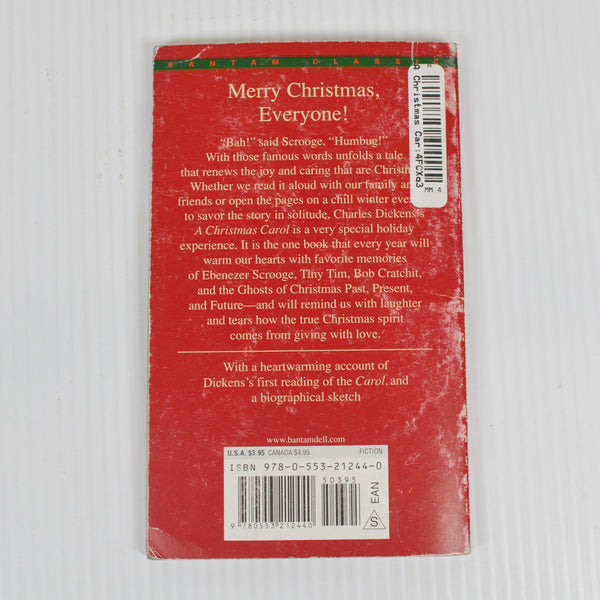 BANTAM CLASSIC
Merry Christmas,
Everyone!
"Bah!" said Scrooge, "Humbug!"
With those famous words unfolds a tale
that renews the joy and caring that are Christm
Whether we read it aloud with our family an
friends or open the pages on a chill winter eve
to savor the story in solitude, Charles Dickens's
A Christmas Carol is a very special holiday
experience. It is the one book that every year will
warm our hearts with favorite memories
of Ebenezer Scrooge, Tiny Tim, Bob Cratchit,
and the Ghosts of Christmas Past, Present,
and Future—and will remind us with laughter
and tears how the true Christmas spirit
comes from giving with love.
With a heartwarming account of
Dickens's first reading of the Carol, and
a biographical sketch
www.bantamdell.com
U.S.A. $3.95 CANADA $4.95 FICTION
ISBN 978-0-553-21244-0
50395
9 780553 212440
S EAN
A Christmas Car:4FCXq3
MM 4